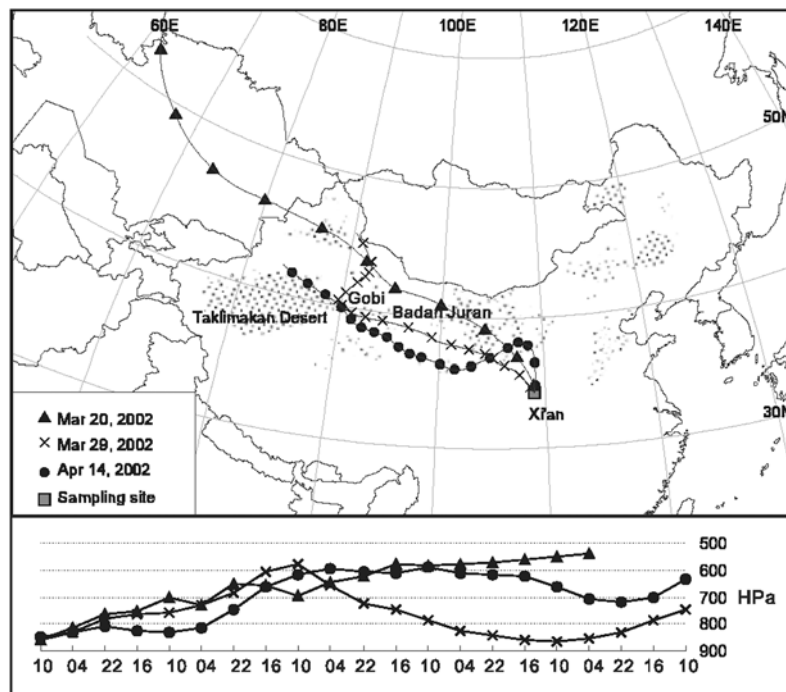 60E 80E 100E 120E 140E
50N
Gobi
Taklimakan Desert
Badan Juran
Xi'an
30N
Mar 20, 2002
Mar 29, 2002
Apr 14, 2002
Sampling site
500
600
700
800
900
HPa
10 04 22 16 10 04 22 16 10 04 22 16 10 04 22 16 10 04 22 16 10